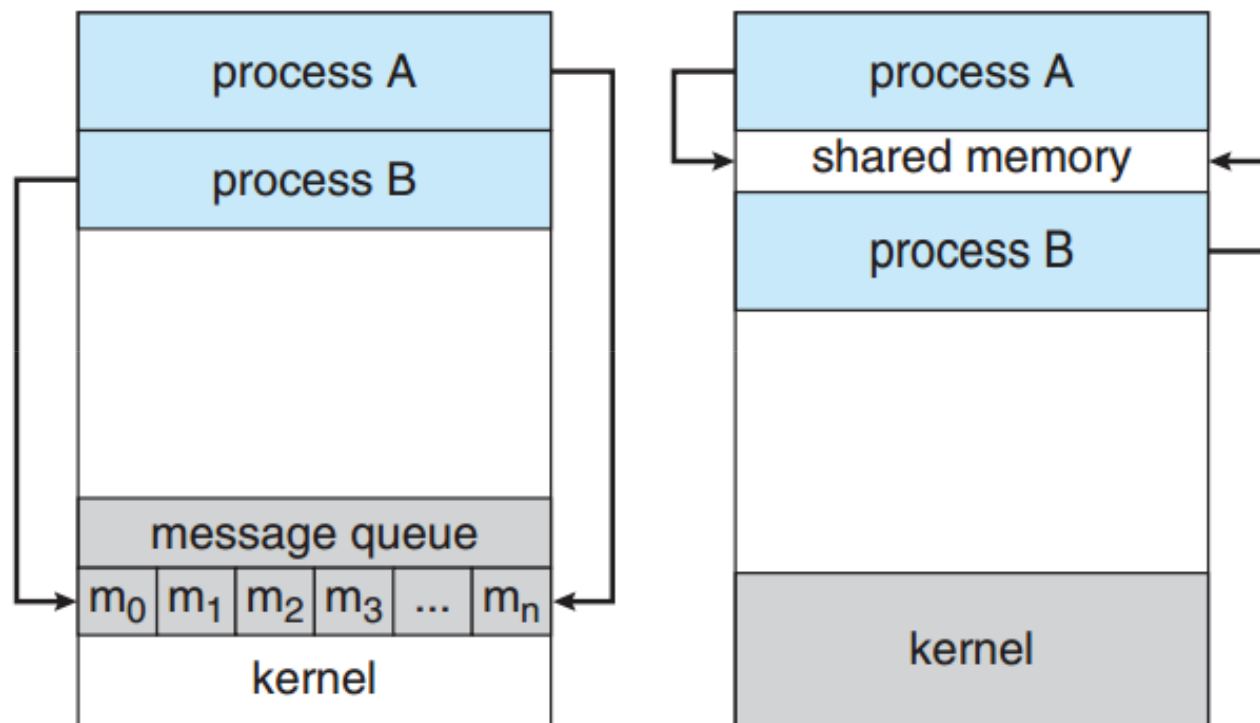 process A
process B
message queue
m₀ m₁ m₂ m₃ ... mₙ
kernel
process A
shared memory
process B
kernel